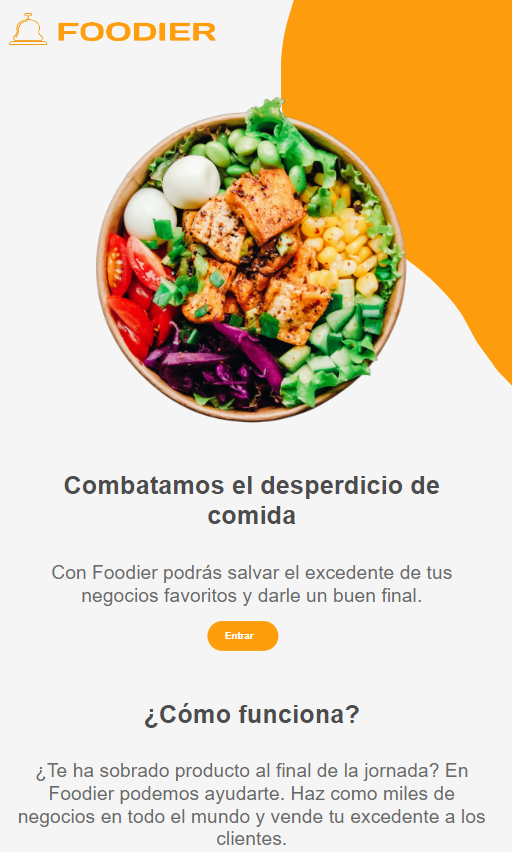 FOODIER
Combatamos el desperdicio de
comida
Con Foodier podrás salvar el excedente de tus
negocios favoritos y darle un buen final.
Entrar
¿Cómo funciona?
¿Te ha sobrado producto al final de la jornada? En
Foodier podemos ayudarte. Haz como miles de
negocios en todo el mundo y vende tu excedente a los
clientes.